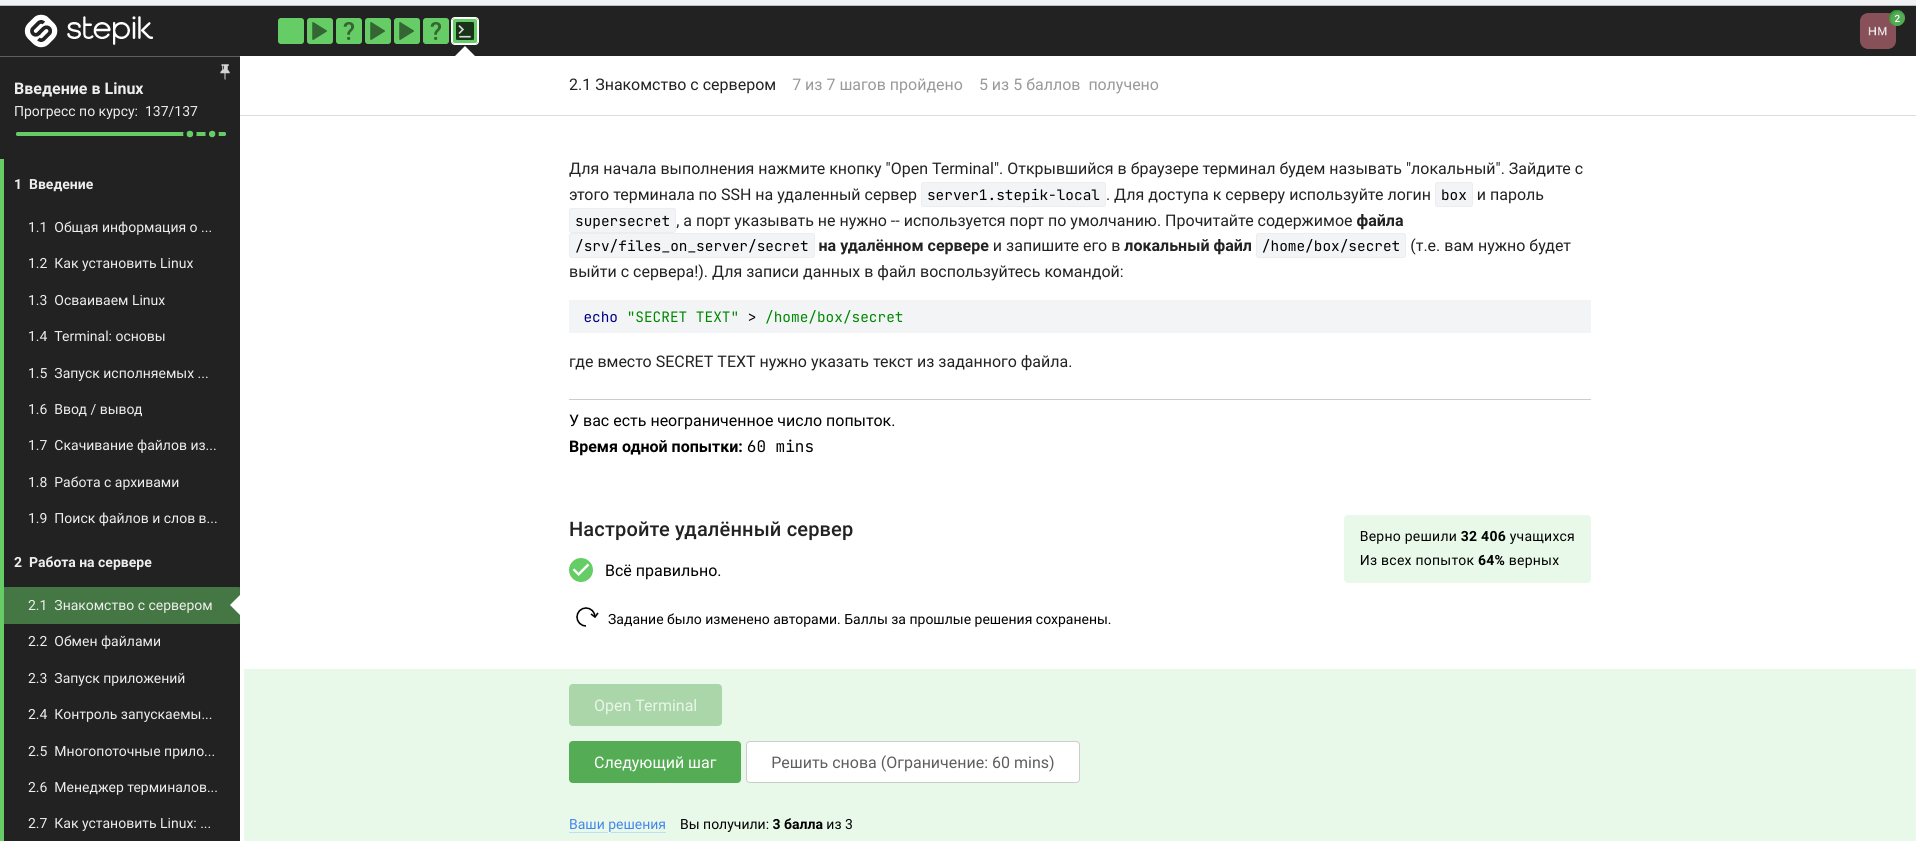 stepik
?
?
НМ
2
Введение в Linux
Прогресс по курсу: 137/137
1 Введение
1.1 Общая информация о ...
1.2 Как установить Linux
1.3 Осваиваем Linux
1.4 Terminal: основы
1.5 Запуск исполняемых ...
1.6 Ввод / вывод
1.7 Скачивание файлов из...
1.8 Работа с архивами
1.9 Поиск файлов и слов в...
2 Работа на сервере
2.1 Знакомство с сервером
2.2 Обмен файлами
2.3 Запуск приложений
2.4 Контроль запускаемы...
2.5 Многопоточные прило...
2.6 Менеджер терминалов...
2.7 Как установить Linux: ...
2.1 Знакомство с сервером 7 из 7 шагов пройдено 5 из 5 баллов получено
Для начала выполнения нажмите кнопку "Open Terminal". Открывшийся в браузере терминал будем называть "локальный". Зайдите с
этого терминала по SSH на удаленный сервер server1.stepik-local . Для доступа к серверу используйте логин box и пароль
supersecret , а порт указывать не нужно -- используется порт по умолчанию. Прочитайте содержимое файла
/srv/files_on_server/secret на удалённом сервере и запишите его в локальный файл /home/box/secret (т.е. вам нужно будет
выйти с сервера!). Для записи данных в файл воспользуйтесь командой:
echo "SECRET TEXT" > /home/box/secret
где вместо SECRET TEXT нужно указать текст из заданного файла.
У вас есть неограниченное число попыток.
Время одной попытки: 60 mins
Настройте удалённый сервер
Верно решили 32 406 учащихся
Из всех попыток 64% верных
Всё правильно.
Задание было изменено авторами. Баллы за прошлые решения сохранены.
Open Terminal
Следующий шаг
Решить снова (Ограничение: 60 mins)
Ваши решения Вы получили: 3 балла из 3